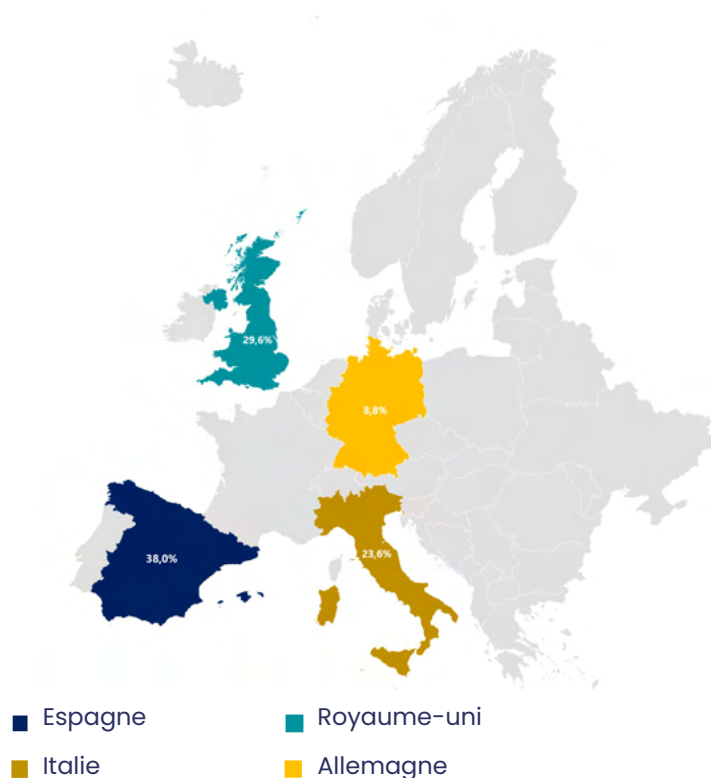 29,6%
8,8%
38,0%
23,6%
Espagne
Royaume-uni
Italie
Allemagne